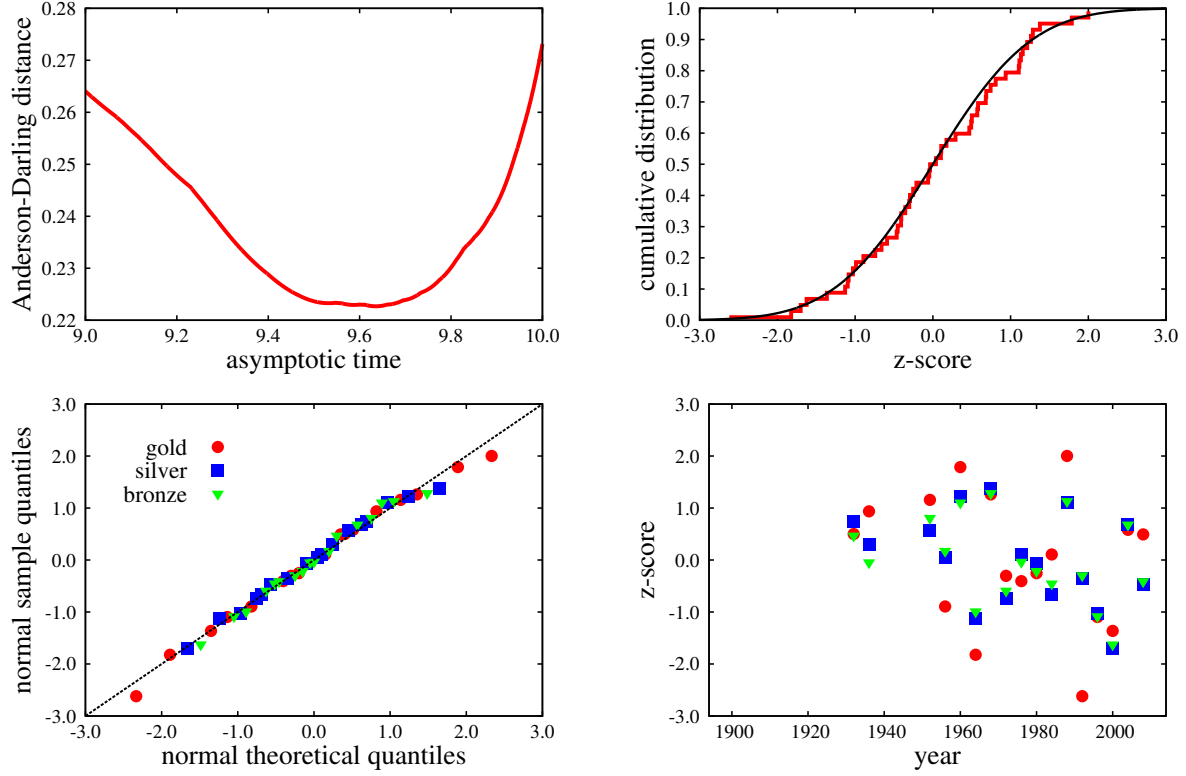 0.28
0.27
0.26
0.25
0.24
0.23
0.22
Anderson-Darling distance
9.0 9.2 9.4 9.6 9.8 10.0
asymptotic time
1.0
0.9
0.8
0.7
0.6
0.5
0.4
0.3
0.2
0.1
0.0
cumulative distribution
-3.0 -2.0 -1.0 0.0 1.0 2.0 3.0
z-score
3.0
2.0
1.0
0.0
-1.0
-2.0
-3.0
normal sample quantiles
gold
silver
bronze
-3.0 -2.0 -1.0 0.0 1.0 2.0 3.0
normal theoretical quantiles
3.0
2.0
1.0
0.0
-1.0
-2.0
-3.0
z-score
1900 1920 1940 1960 1980 2000
year